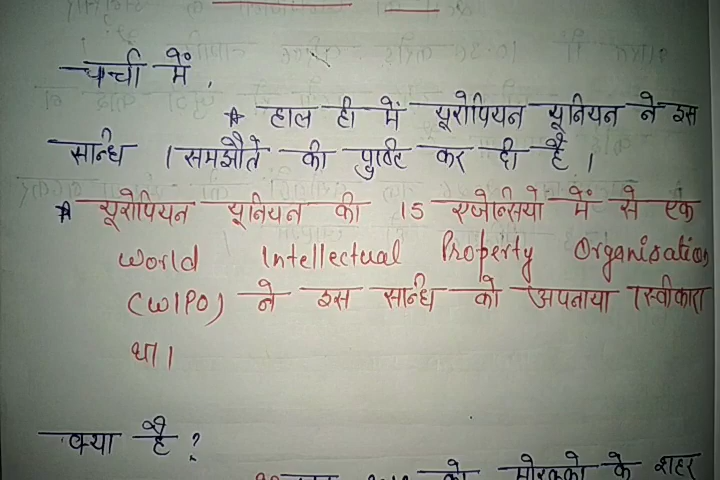 चर्चा में,
* हाल ही में यूरोपियन यूनियन ने इस
सन्धि / समझौते की पुष्टि कर दी है।
* यूरोपियन यूनियन की 15 एजेन्सियों में से एक
World Intellectual Property Organisation
(WIPO) ने इस सन्धि को अपनाया / स्वीकारा
था।
क्या है ?
को मोरक्को के शहर